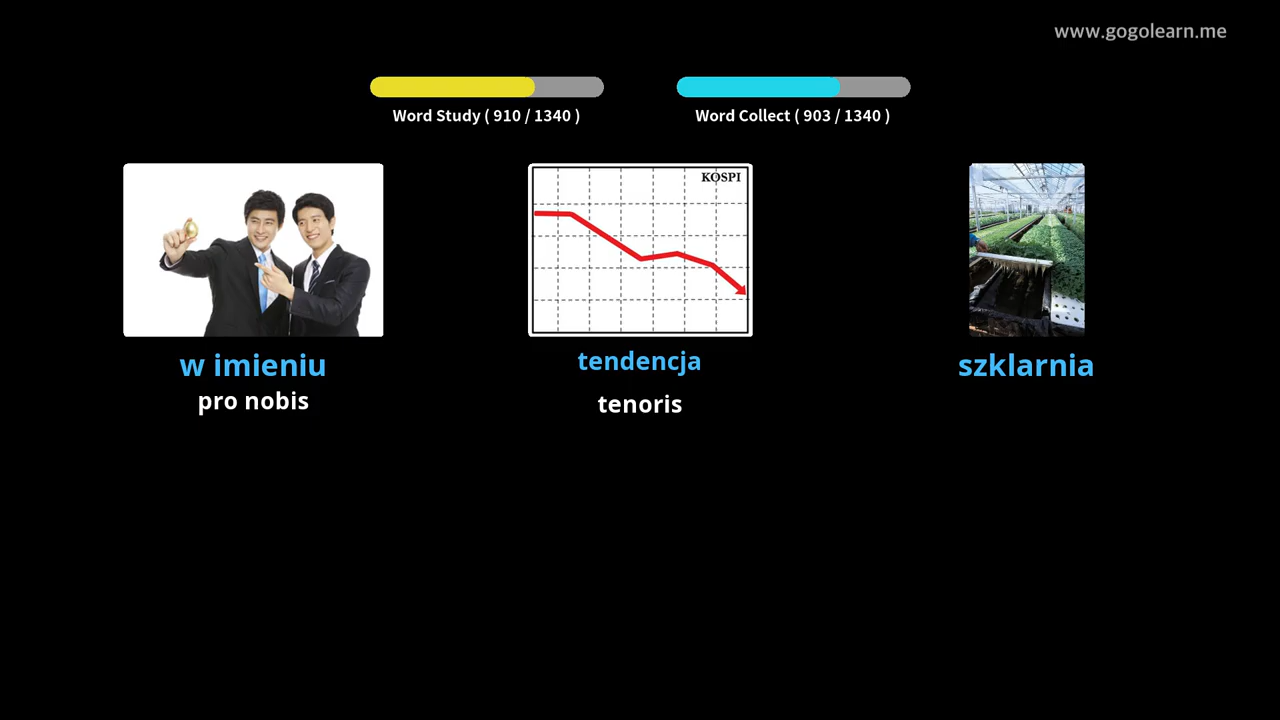 www.gogolearn.me
Word Study ( 910 / 1340 )
Word Collect ( 903 / 1340 )
KOSPI
w imieniu
pro nobis
tendencja
tenoris
szklarnia